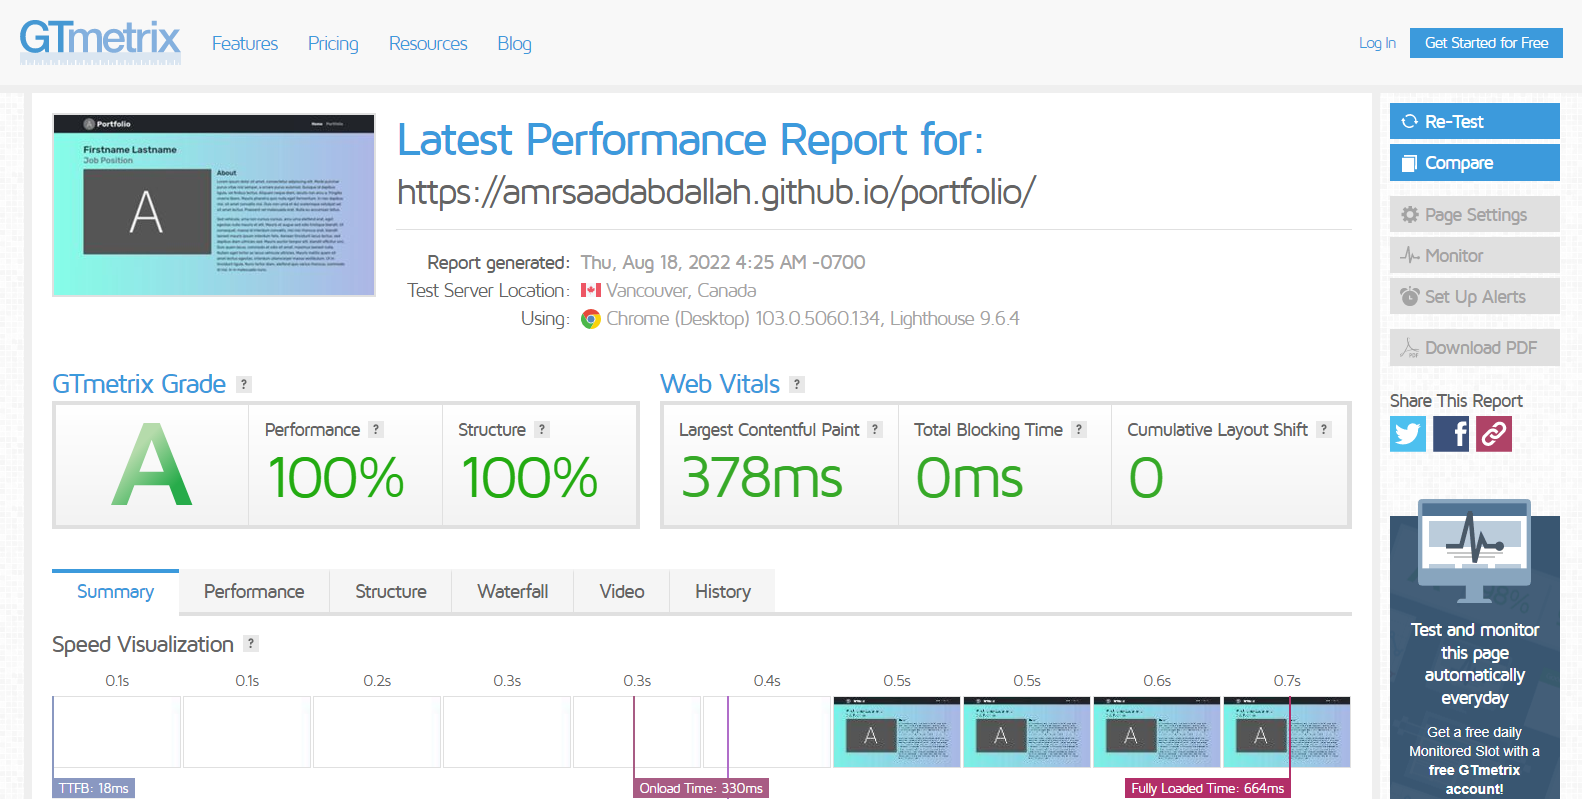 GTmetrix
Features Pricing Resources Blog
Log In Get Started for Free
Portfolio
Home Portfolio
Firstname Lastname
Job Position
About
A
Latest Performance Report for:
https://amrsaadabdallah.github.io/portfolio/
Report generated: Thu, Aug 18, 2022 4:25 AM -0700
Test Server Location: Vancouver, Canada
Using: Chrome (Desktop) 103.0.5060.134, Lighthouse 9.6.4
Re-Test
Compare
Page Settings
Monitor
Set Up Alerts
Download PDF
Share This Report
GTmetrix Grade ?
A
Performance ?
100%
Structure ?
100%
Web Vitals ?
Largest Contentful Paint ?
378ms
Total Blocking Time ?
0ms
Cumulative Layout Shift ?
0
Summary Performance Structure Waterfall Video History
Speed Visualization ?
0.1s 0.1s 0.2s 0.3s 0.3s 0.4s 0.5s 0.5s 0.6s 0.7s
A A A A
TTFB: 18ms Onload Time: 330ms Fully Loaded Time: 664ms
Test and monitor
this page
automatically
everyday
Get a free daily
Monitored Slot with a
free GTmetrix
account!